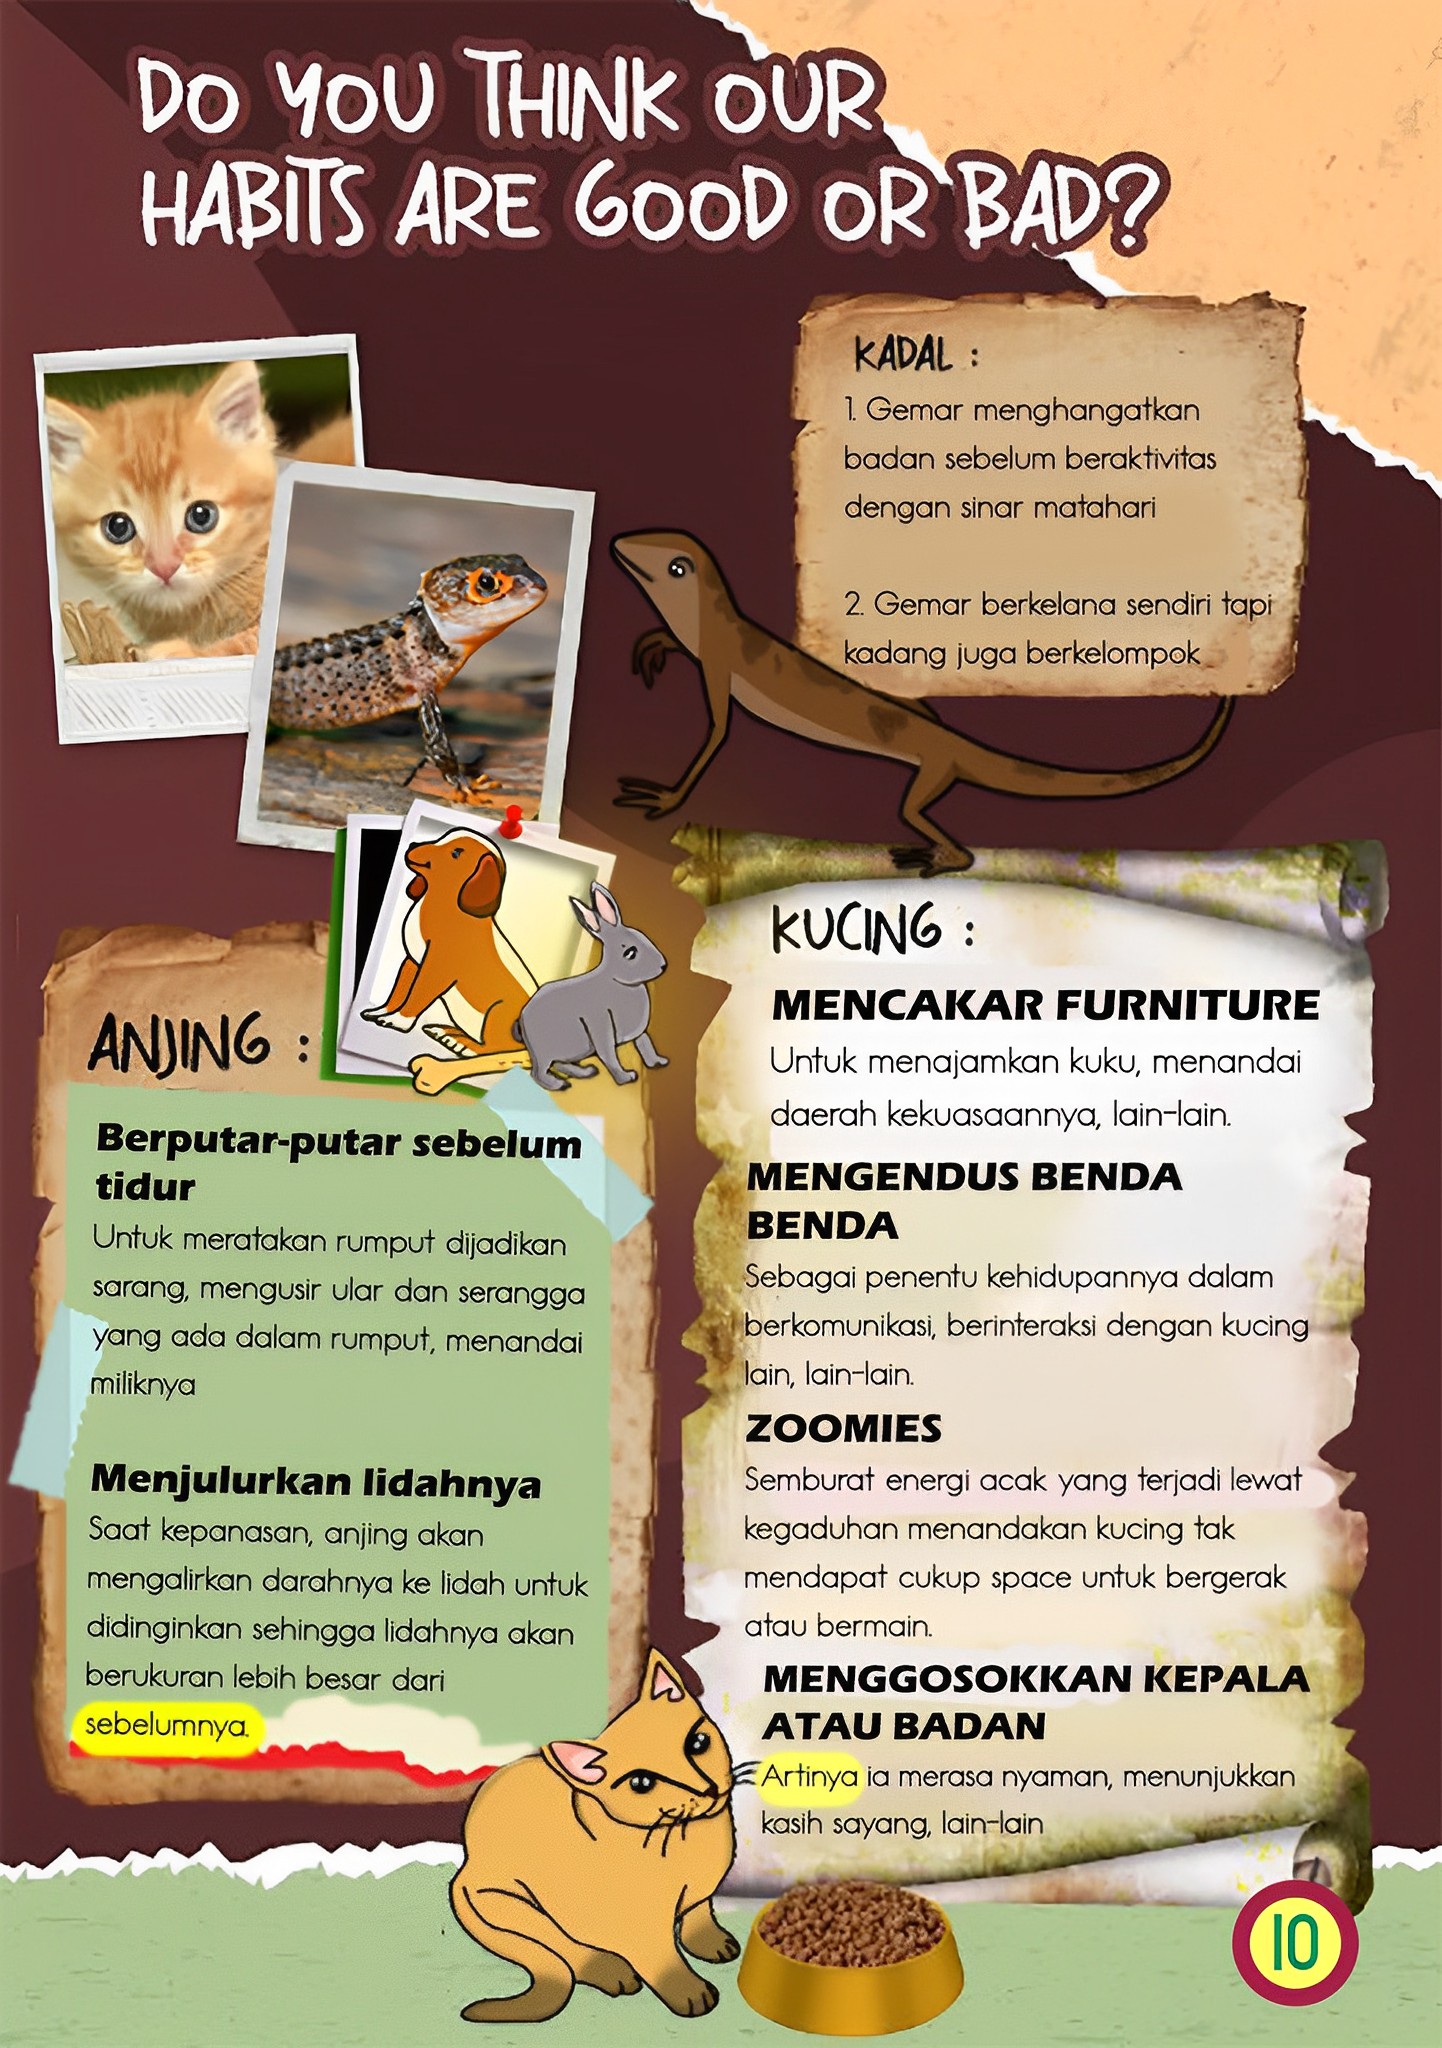 DO YOU THINK OUR
HABITS ARE GOOD OR BAD?
KADAL :
1. Gemar menghangatkan
badan sebelum beraktivitas
dengan sinar matahari
2. Gemar berkelana sendiri tapi
kadang juga berkelompok
ANJING :
Berputar-putar sebelum
tidur
Untuk meratakan rumput dijadikan
sarang, mengusir ular dan serangga
yang ada dalam rumput, menandai
miliknya
Menjulurkan lidahnya
Saat kepanasan, anjing akan
mengalirkan darahnya ke lidah untuk
didinginkan sehingga lidahnya akan
berukuran lebih besar dari
sebelumnya.
KUCING :
MENCAKAR FURNITURE
Untuk menajamkan kuku, menandai
daerah kekuasaannya, lain-lain.
MENGENDUS BENDA
BENDA
Sebagai penentu kehidupannya dalam
berkomunikasi, berinteraksi dengan kucing
lain, lain-lain.
ZOOMIES
Semburat energi acak yang terjadi lewat
kegaduhan menandakan kucing tak
mendapat cukup space untuk bergerak
atau bermain.
MENGGOSOKKAN KEPALA
ATAU BADAN
Artinya ia merasa nyaman, menunjukkan
kasih sayang, lain-lain
10